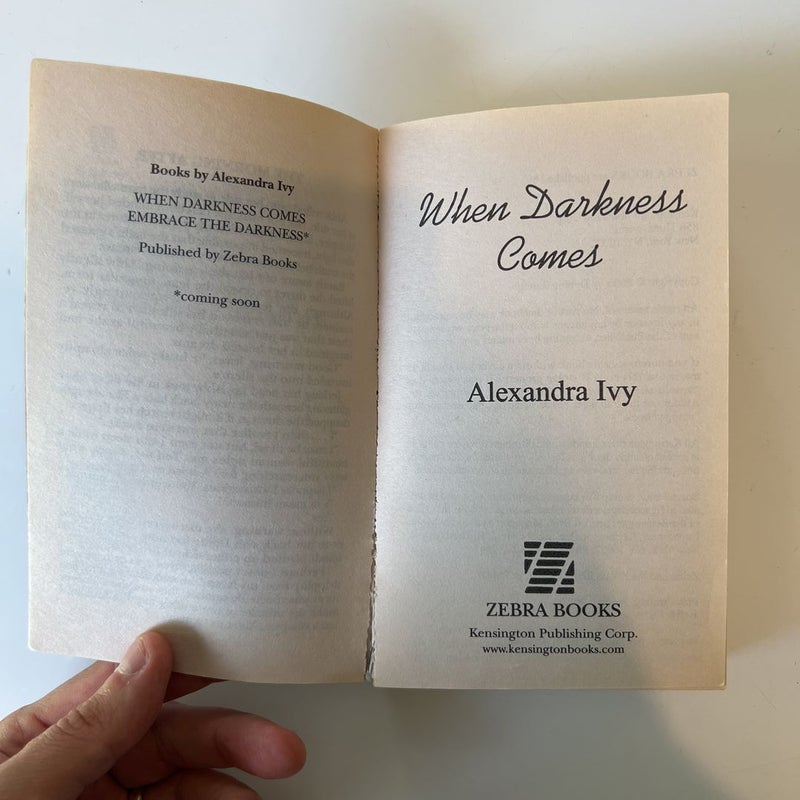 Books by Alexandra Ivy
WHEN DARKNESS COMES
EMBRACE THE DARKNESS*
Published by Zebra Books
*coming soon
When Darkness
Comes
Alexandra Ivy
ZEBRA BOOKS
Kensington Publishing Corp.
www.kensingtonbooks.com